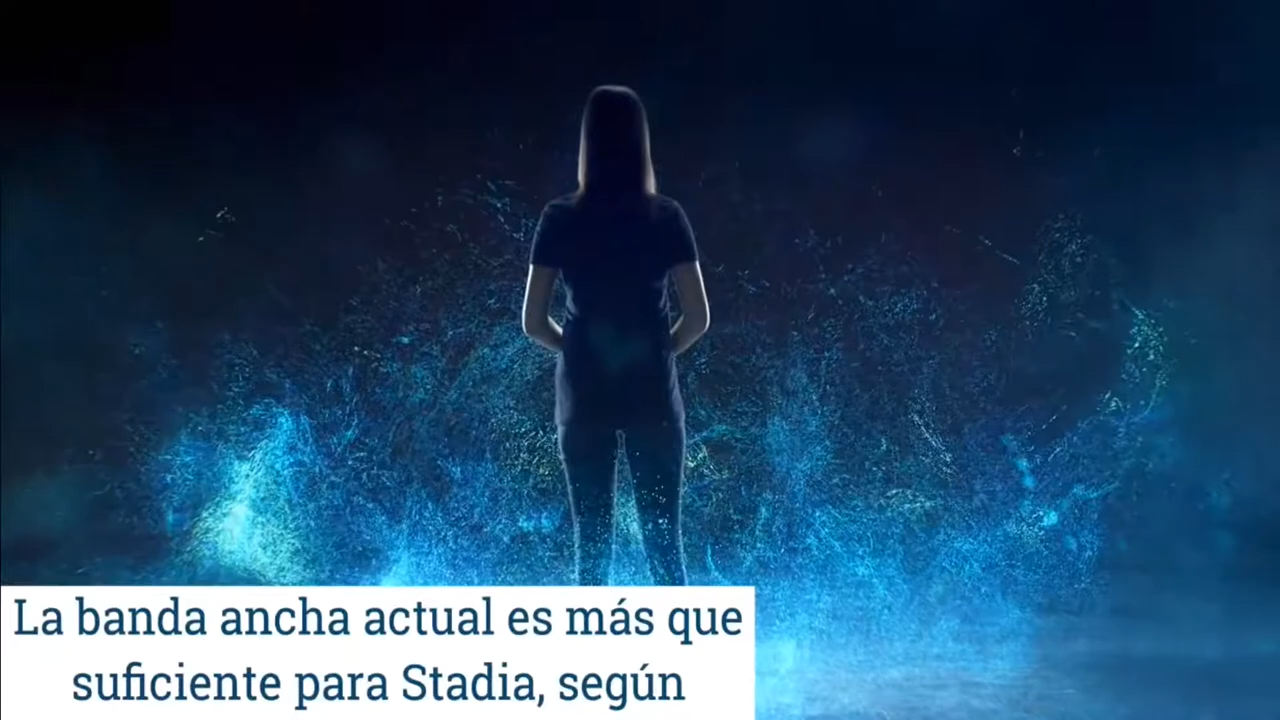 La banda ancha actual es más que
suficiente para Stadia, según